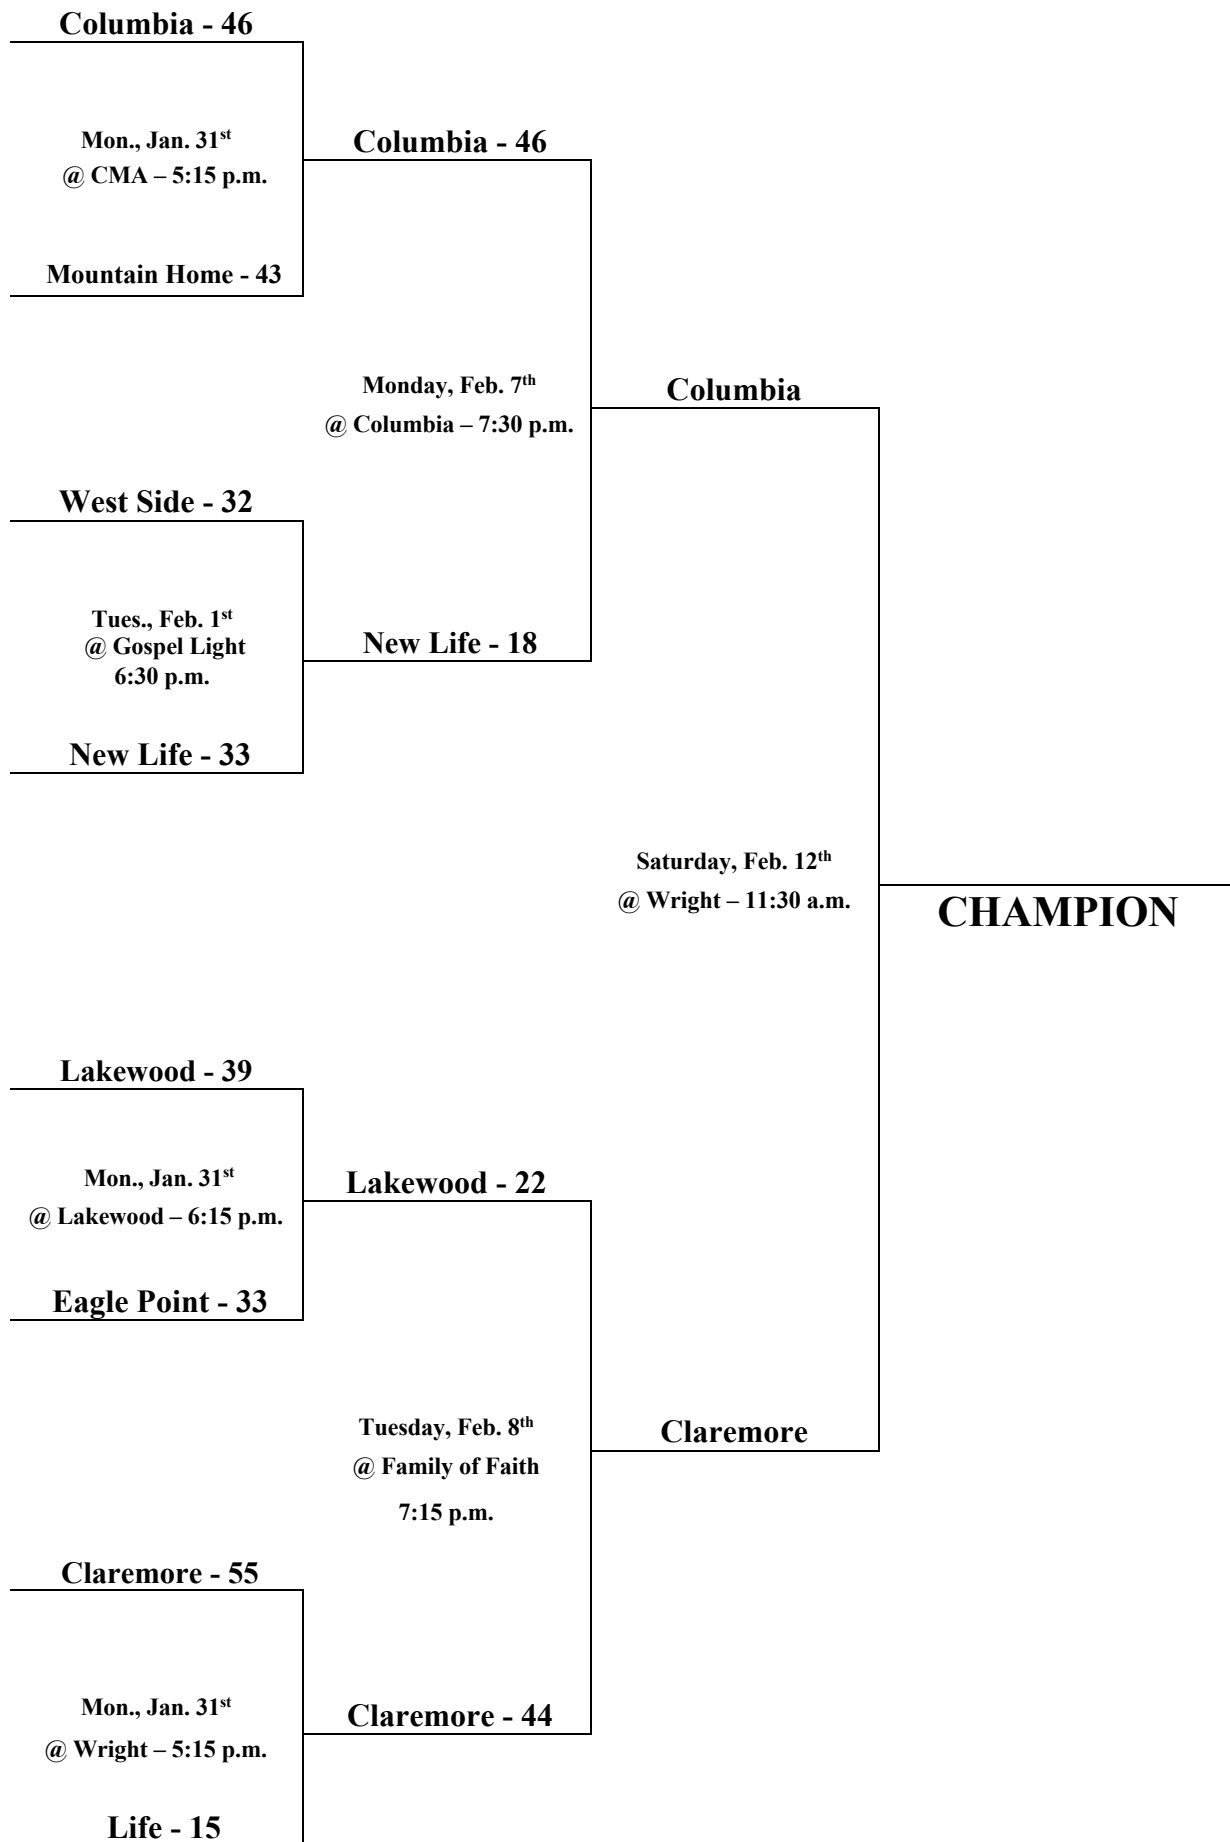 Columbia - 46
Mon., Jan. 31st
@ CMA – 5:15 p.m.
Columbia - 46
Mountain Home - 43
Monday, Feb. 7th
@ Columbia – 7:30 p.m.
Columbia
West Side - 32
Tues., Feb. 1st
@ Gospel Light
6:30 p.m.
New Life - 18
New Life - 33
Saturday, Feb. 12th
@ Wright – 11:30 a.m.
CHAMPION
Lakewood - 39
Mon., Jan. 31st
@ Lakewood – 6:15 p.m.
Lakewood - 22
Eagle Point - 33
Tuesday, Feb. 8th
@ Family of Faith
7:15 p.m.
Claremore
Claremore - 55
Mon., Jan. 31st
@ Wright – 5:15 p.m.
Claremore - 44
Life - 15